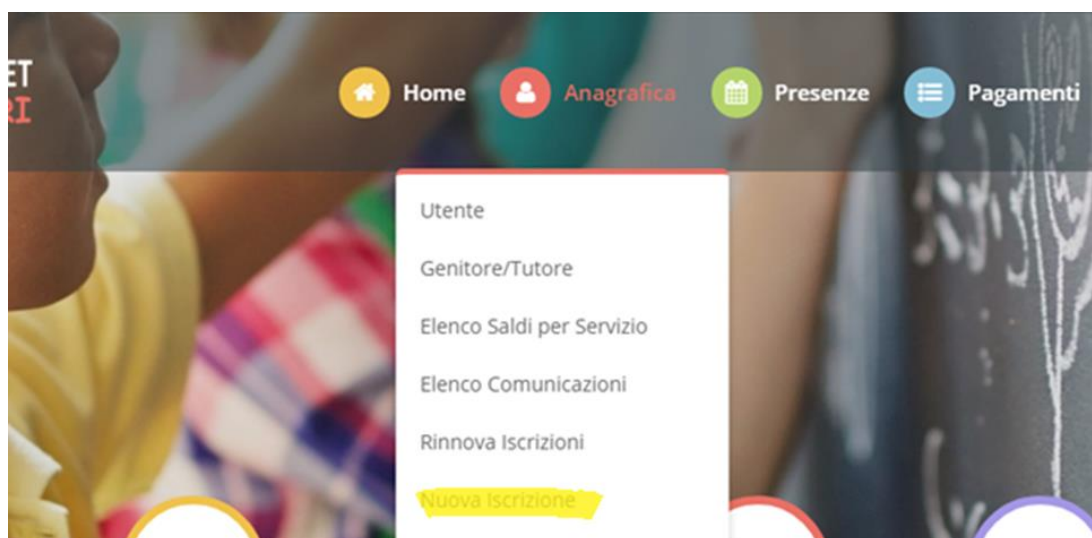 ET
RI
Home
Anagrafica
Presenze
Pagamenti
Utente
Genitore/Tutore
Elenco Saldi per Servizio
Elenco Comunicazioni
Rinnova Iscrizioni
Nuova Iscrizione